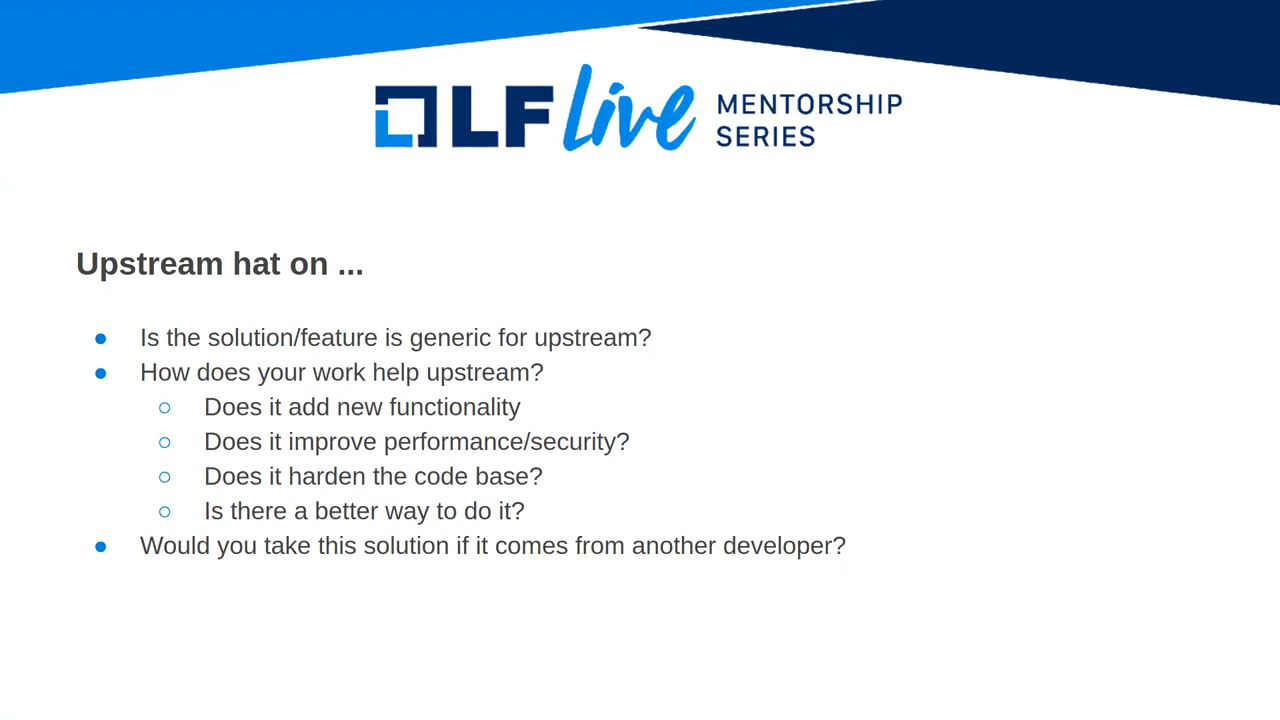 LF Live MENTORSHIP
SERIES
Upstream hat on ...
● Is the solution/feature is generic for upstream?
● How does your work help upstream?
○ Does it add new functionality
○ Does it improve performance/security?
○ Does it harden the code base?
○ Is there a better way to do it?
● Would you take this solution if it comes from another developer?